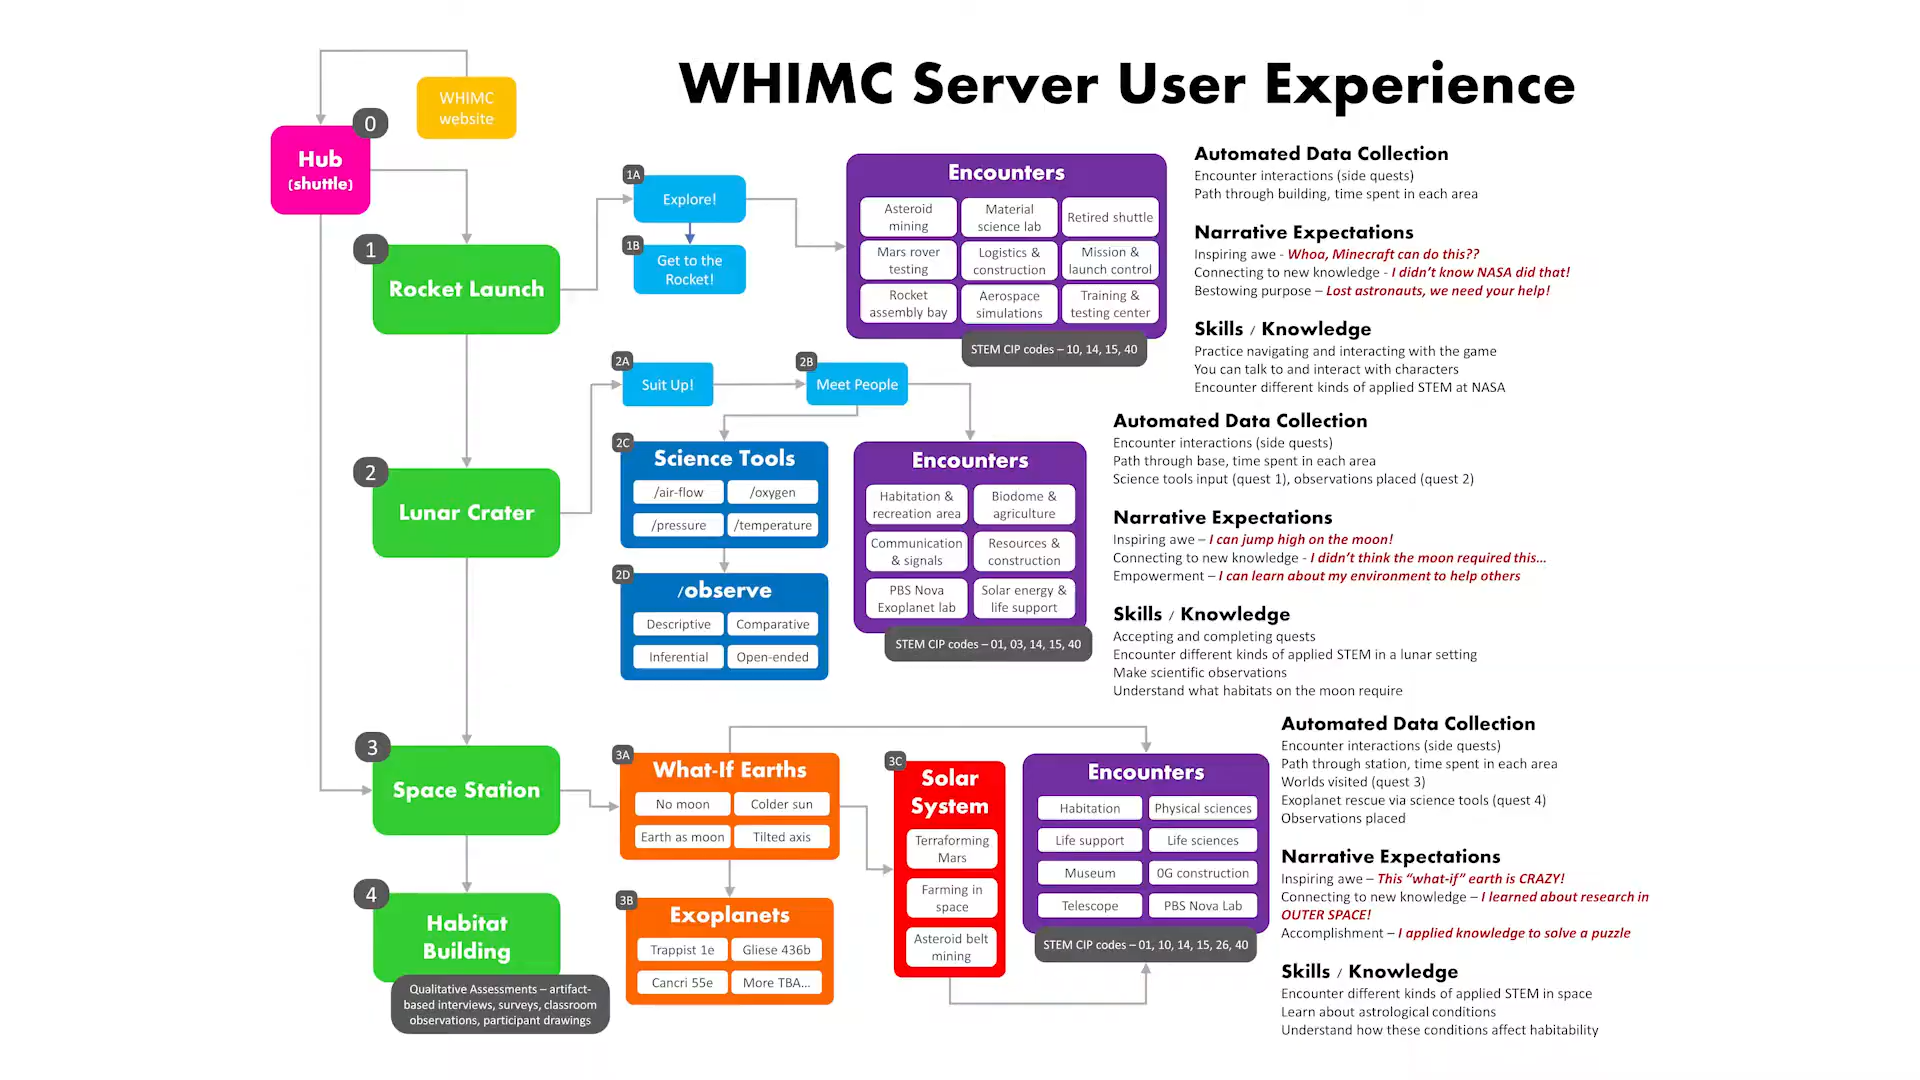 WHIMC Server User Experience
WHIMC
website
0
Hub
(shuttle)
1
Rocket Launch
1A
Explore!
1B
Get to the
Rocket!
Encounters
Asteroid
mining
Material
science lab
Retired shuttle
Mars rover
testing
Logistics &
construction
Mission &
launch control
Rocket
assembly bay
Aerospace
simulations
Training &
testing center
STEM CIP codes – 10, 14, 15, 40
Automated Data Collection
Encounter interactions (side quests)
Path through building, time spent in each area
Narrative Expectations
Inspiring awe - Whoa, Minecraft can do this??
Connecting to new knowledge - I didn't know NASA did that!
Bestowing purpose – Lost astronauts, we need your help!
Skills / Knowledge
Practice navigating and interacting with the game
You can talk to and interact with characters
Encounter different kinds of applied STEM at NASA
2
Lunar Crater
2A
Suit Up!
2B
Meet People
2C
Science Tools
/air-flow
/oxygen
/pressure
/temperature
2D
/observe
Descriptive
Comparative
Inferential
Open-ended
Encounters
Habitation &
recreation area
Biodome &
agriculture
Communication
& signals
Resources &
construction
PBS Nova
Exoplanet lab
Solar energy &
life support
STEM CIP codes – 01, 03, 14, 15, 40
Automated Data Collection
Encounter interactions (side quests)
Path through base, time spent in each area
Science tools input (quest 1), observations placed (quest 2)
Narrative Expectations
Inspiring awe – I can jump high on the moon!
Connecting to new knowledge - I didn't think the moon required this...
Empowerment – I can learn about my environment to help others
Skills / Knowledge
Accepting and completing quests
Encounter different kinds of applied STEM in a lunar setting
Make scientific observations
Understand what habitats on the moon require
3
Space Station
3A
What-If Earths
No moon
Colder sun
Earth as moon
Tilted axis
3B
Exoplanets
Trappist 1e
Gliese 436b
Cancri 55e
More TBA...
3C
Solar
System
Terraforming
Mars
Farming in
space
Asteroid belt
mining
Encounters
Habitation
Physical sciences
Life support
Life sciences
Museum
0G construction
Telescope
PBS Nova Lab
STEM CIP codes – 01, 10, 14, 15, 26, 40
Automated Data Collection
Encounter interactions (side quests)
Path through station, time spent in each area
Worlds visited (quest 3)
Exoplanet rescue via science tools (quest 4)
Observations placed
Narrative Expectations
Inspiring awe – This "what-if" earth is CRAZY!
Connecting to new knowledge – I learned about research in
OUTER SPACE!
Accomplishment – I applied knowledge to solve a puzzle
Skills / Knowledge
Encounter different kinds of applied STEM in space
Learn about astrological conditions
Understand how these conditions affect habitability
4
Habitat
Building
Qualitative Assessments – artifact-
based interviews, surveys, classroom
observations, participant drawings